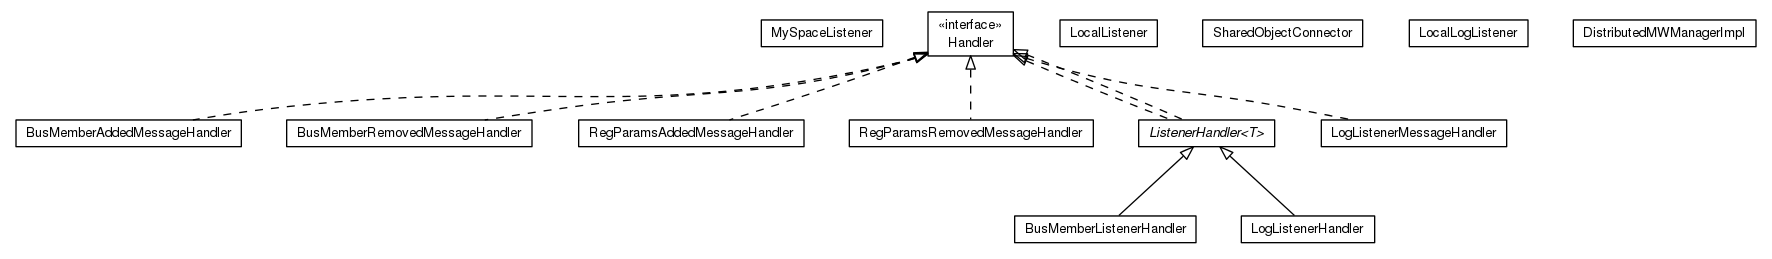 MySpaceListener
«interface»
Handler
LocalListener
SharedObjectConnector
LocalLogListener
DistributedMWManagerImpl
BusMemberAddedMessageHandler
BusMemberRemovedMessageHandler
RegParamsAddedMessageHandler
RegParamsRemovedMessageHandler
ListenerHandler<T>
LogListenerMessageHandler
BusMemberListenerHandler
LogListenerHandler